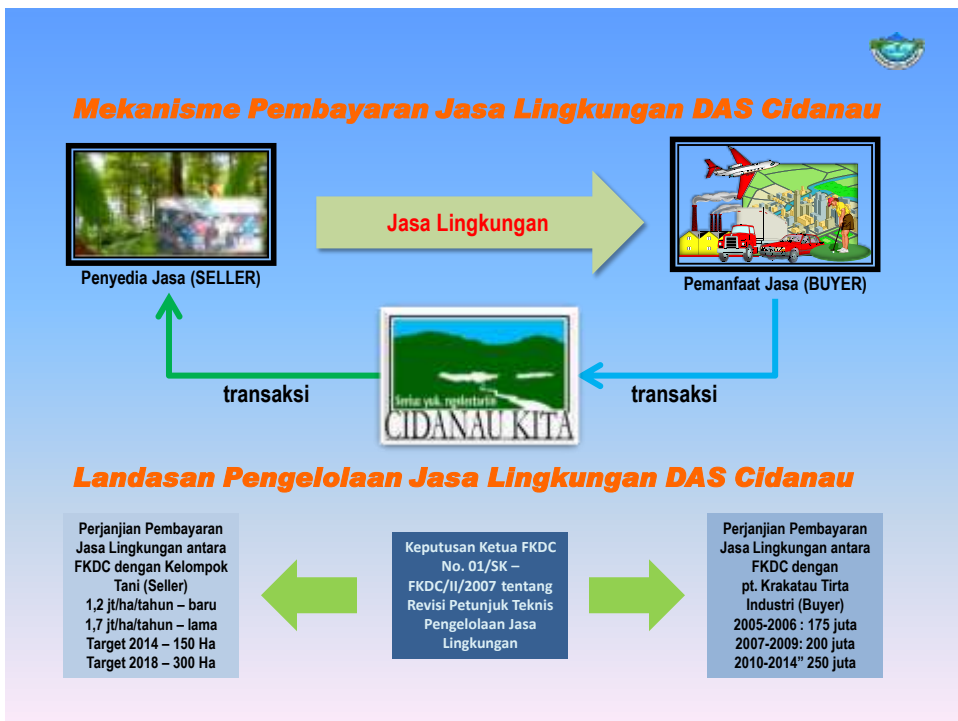 Mekanisme Pembayaran Jasa Lingkungan DAS Cidanau
Jasa Lingkungan
Penyedia Jasa (SELLER)
Pemanfaat Jasa (BUYER)
transaksi
transaksi
Serius yuk, ngelestariin
CIDANAU KITA
Landasan Pengelolaan Jasa Lingkungan DAS Cidanau
Perjanjian Pembayaran
Jasa Lingkungan antara
FKDC dengan Kelompok
Tani (Seller)
1,2 jt/ha/tahun – baru
1,7 jt/ha/tahun – lama
Target 2014 – 150 Ha
Target 2018 – 300 Ha
Keputusan Ketua FKDC
No. 01/SK –
FKDC/II/2007 tentang
Revisi Petunjuk Teknis
Pengelolaan Jasa
Lingkungan
Perjanjian Pembayaran
Jasa Lingkungan antara
FKDC dengan
pt. Krakatau Tirta
Industri (Buyer)
2005-2006 : 175 juta
2007-2009: 200 juta
2010-2014” 250 juta